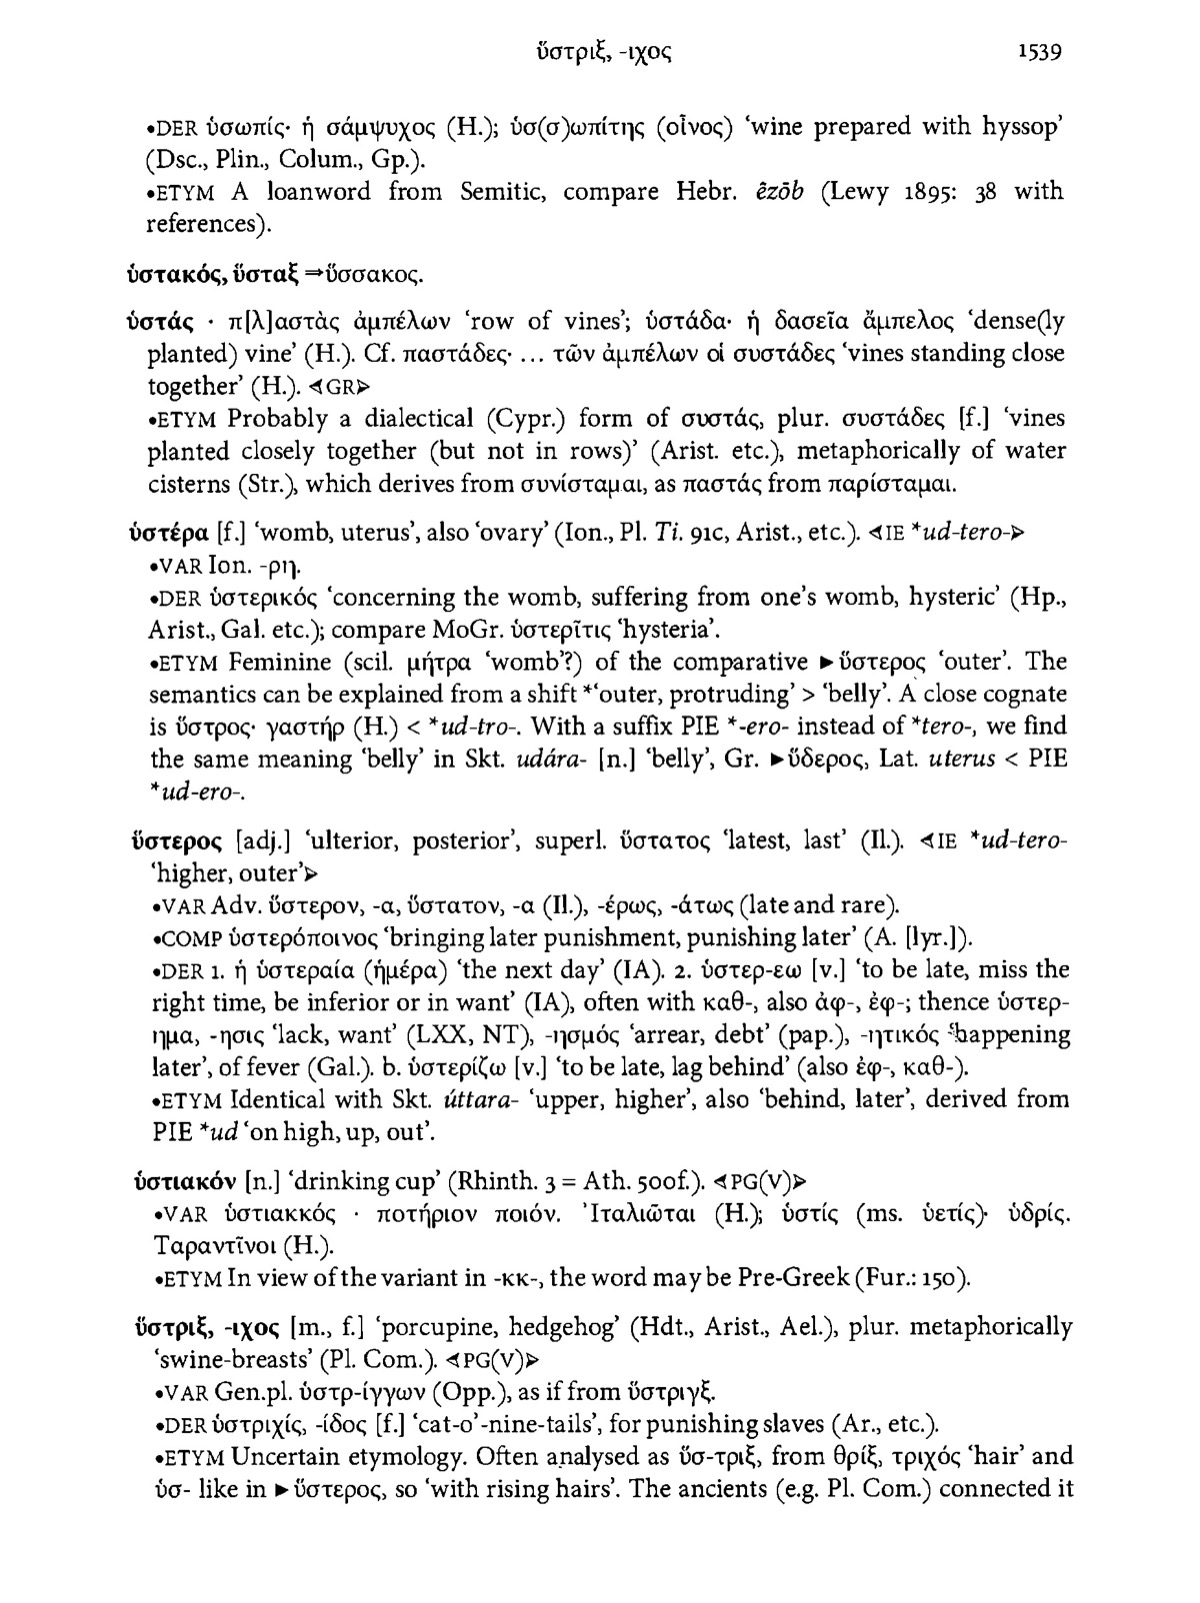 ὕστριξ, -ιχος 1539
•DER ὑσωπίς· ἡ σάμψυχος (H.); ὑσ(σ)ωπίτης (οἶνος) ‘wine prepared with hyssop’
(Dsc., Plin., Colum., Gp.).
•ETYM A loanword from Semitic, compare Hebr. êzōb (Lewy 1895: 38 with
references).
ὑστακός, ὕσταξ ⇒ὕσσακος.
ὑστάς · π[λ]αστὰς ἀμπέλων ‘row of vines’; ὑστάδα· ἡ δασεῖα ἄμπελος ‘dense(ly
planted) vine’ (H.). Cf. παστάδες· ... τῶν ἀμπέλων οἱ συστάδες ‘vines standing close
together’ (H.). ⊲GR⊳
•ETYM Probably a dialectical (Cypr.) form of συστάς, plur. συστάδες [f.] ‘vines
planted closely together (but not in rows)’ (Arist. etc.), metaphorically of water
cisterns (Str.), which derives from συνίσταμαι, as παστάς from παρίσταμαι.
ὑστέρα [f.] ‘womb, uterus’, also ‘ovary’ (Ion., Pl. Ti. 91c, Arist., etc.). ⊲IE *ud-tero-⊳
•VAR Ion. -ρη.
•DER ὑστερικός ‘concerning the womb, suffering from one’s womb, hysteric’ (Hp.,
Arist., Gal. etc.); compare MoGr. ὑστερῖτις ‘hysteria’.
•ETYM Feminine (scil. μήτρα ‘womb’?) of the comparative ►ὕστερος ‘outer’. The
semantics can be explained from a shift *‘outer, protruding’ > ‘belly’. A close cognate
is ὕστρος· γαστήρ (H.) < *ud-tro-. With a suffix PIE *-ero- instead of *tero-, we find
the same meaning ‘belly’ in Skt. udára- [n.] ‘belly’, Gr. ►ὕδερος, Lat. uterus < PIE
*ud-ero-.
ὕστερος [adj.] ‘ulterior, posterior’, superl. ὕστατος ‘latest, last’ (Il.). ⊲IE *ud-tero-
‘higher, outer’⊳
•VAR Adv. ὕστερον, -α, ὕστατον, -α (Il.), -έρως, -άτως (late and rare).
•COMP ὑστερόποινος ‘bringing later punishment, punishing later’ (A. [lyr.]).
•DER 1. ἡ ὑστεραία (ἡμέρα) ‘the next day’ (IA). 2. ὑστερ-εω [v.] ‘to be late, miss the
right time, be inferior or in want’ (IA), often with καθ-, also ἀφ-, ἐφ-; thence ὑστερ-
ημα, -ησις ‘lack, want’ (LXX, NT), -ησμός ‘arrear, debt’ (pap.), -ητικός ‘happening
later’, of fever (Gal.). b. ὑστερίζω [v.] ‘to be late, lag behind’ (also ἐφ-, καθ-).
•ETYM Identical with Skt. úttara- ‘upper, higher’, also ‘behind, later’, derived from
PIE *ud ‘on high, up, out’.
ὑστιακόν [n.] ‘drinking cup’ (Rhinth. 3 = Ath. 500f.). ⊲PG(V)⊳
•VAR ὑστιακκός · ποτήριον ποιόν. Ἰταλιῶται (H.); ὑστίς (ms. ὑετίς)· ὑδρίς.
Ταραντῖνοι (H.).
•ETYM In view of the variant in -κκ-, the word may be Pre-Greek (Fur.: 150).
ὕστριξ, -ιχος [m., f.] ‘porcupine, hedgehog’ (Hdt., Arist., Ael.), plur. metaphorically
‘swine-breasts’ (Pl. Com.). ⊲PG(V)⊳
•VAR Gen.pl. ὑστρ-ίγγων (Opp.), as if from ὕστριγξ.
•DER ὑστριχίς, -ίδος [f.] ‘cat-o’-nine-tails’, for punishing slaves (Ar., etc.).
•ETYM Uncertain etymology. Often analysed as ὕσ-τριξ, from θρίξ, τριχός ‘hair’ and
ὑσ- like in ►ὕστερος, so ‘with rising hairs’. The ancients (e.g. Pl. Com.) connected it